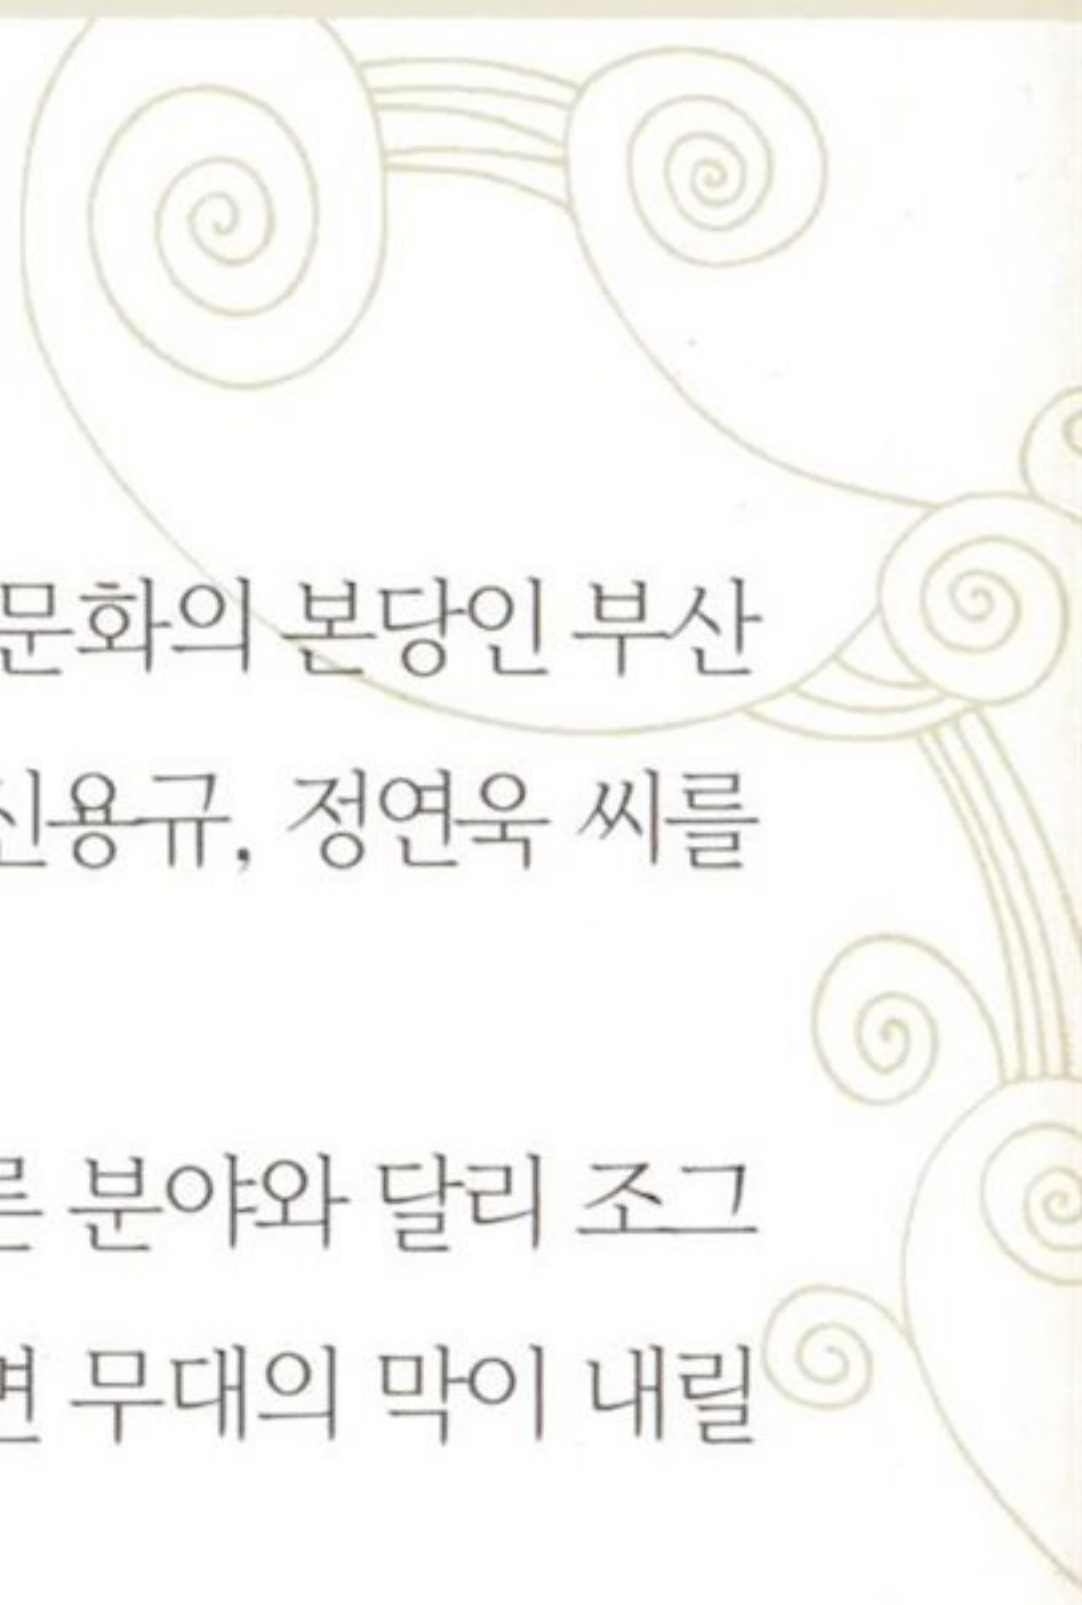 문화의 본당인 부산
신용규, 정연욱 씨를
른 분야와 달리 조그
면 무대의 막이 내릴